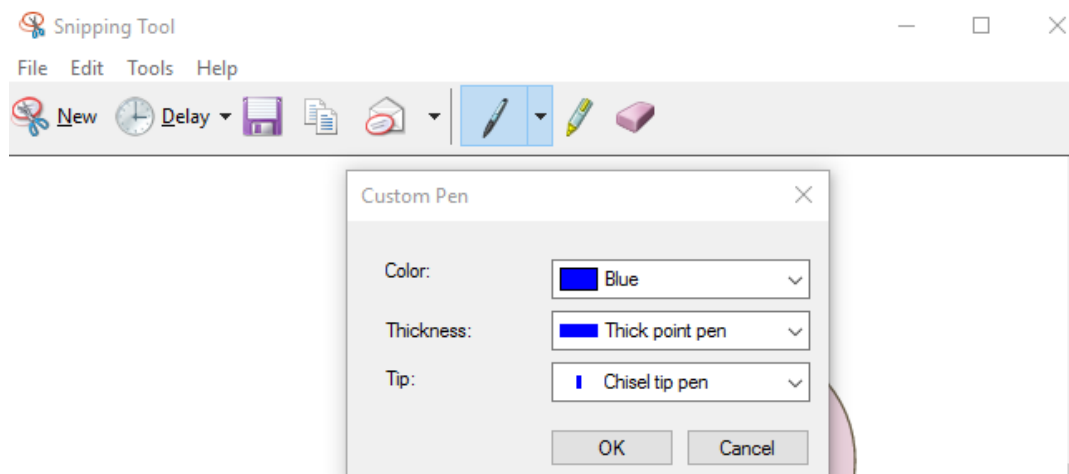 Snipping Tool
File Edit Tools Help
New Delay
Custom Pen
Color: Blue
Thickness: Thick point pen
Tip: Chisel tip pen
OK Cancel